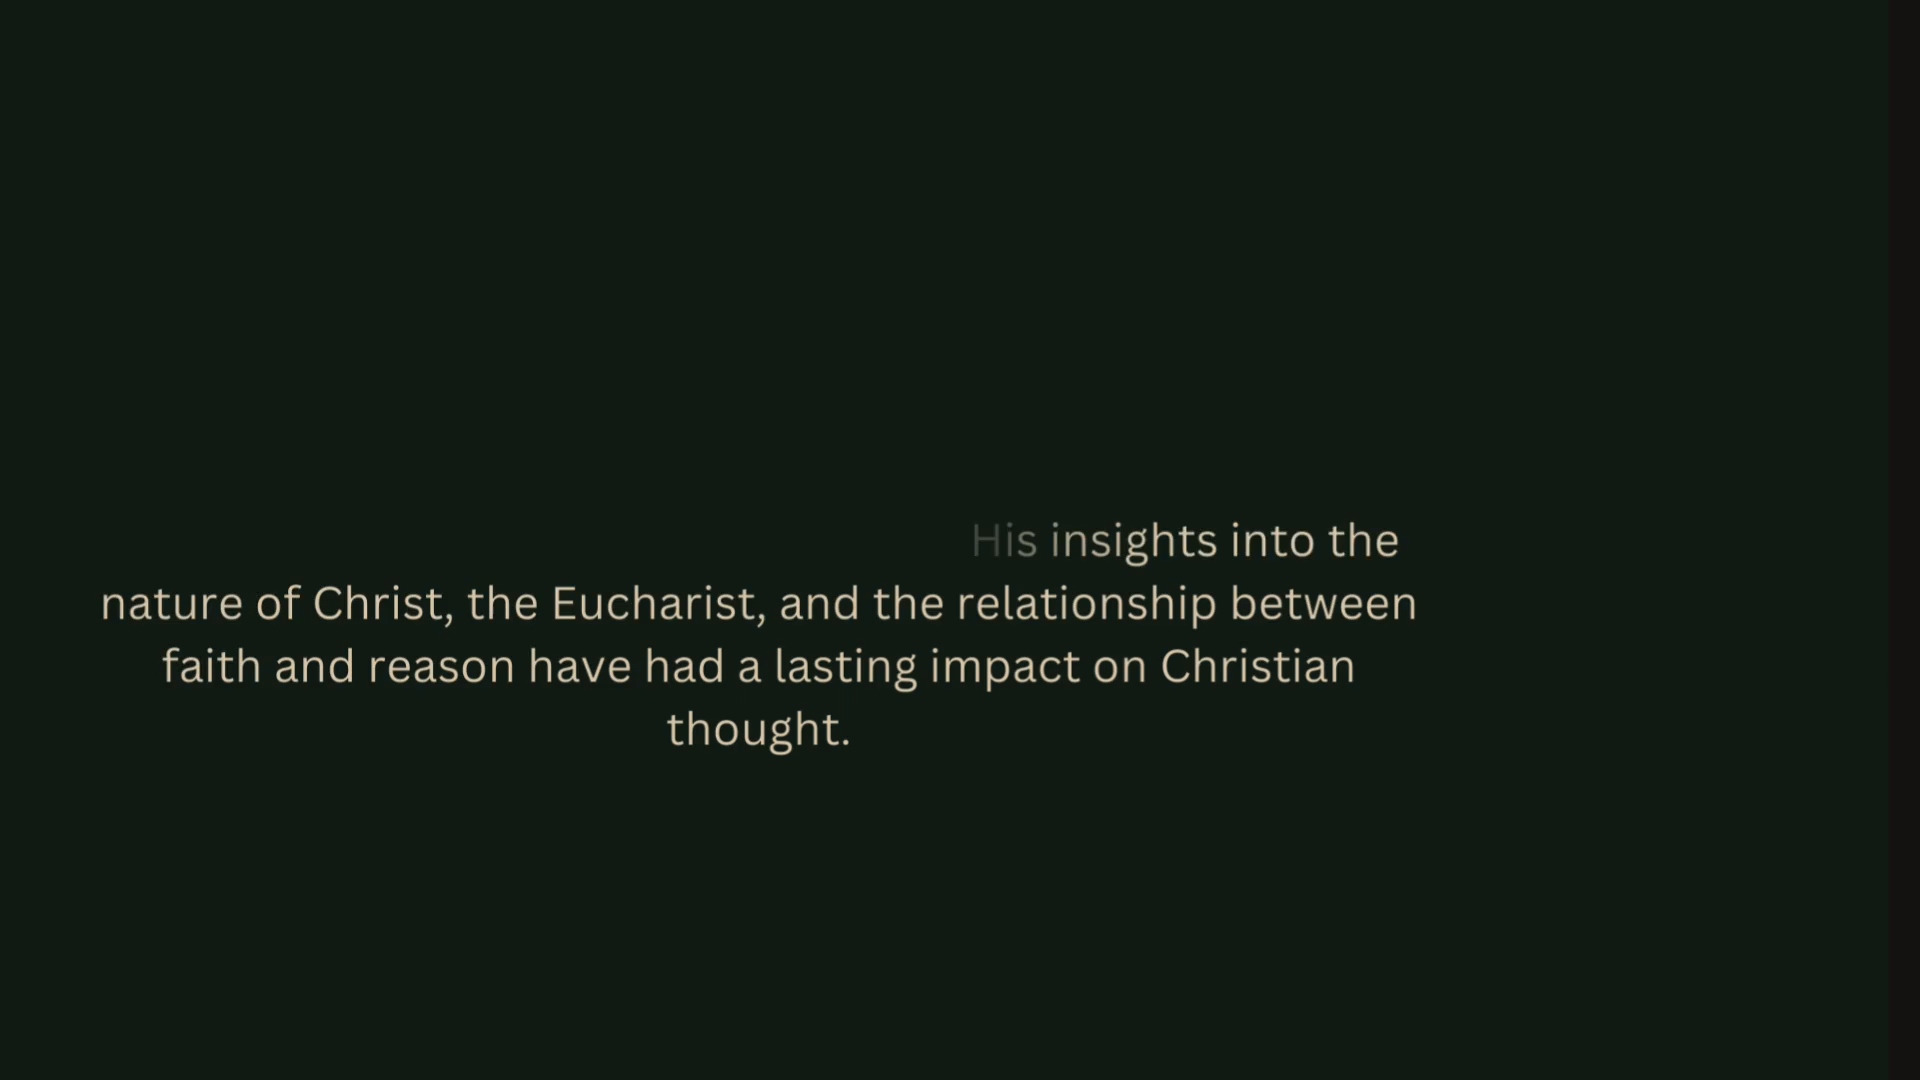 His insights into the
nature of Christ, the Eucharist, and the relationship between
faith and reason have had a lasting impact on Christian
thought.